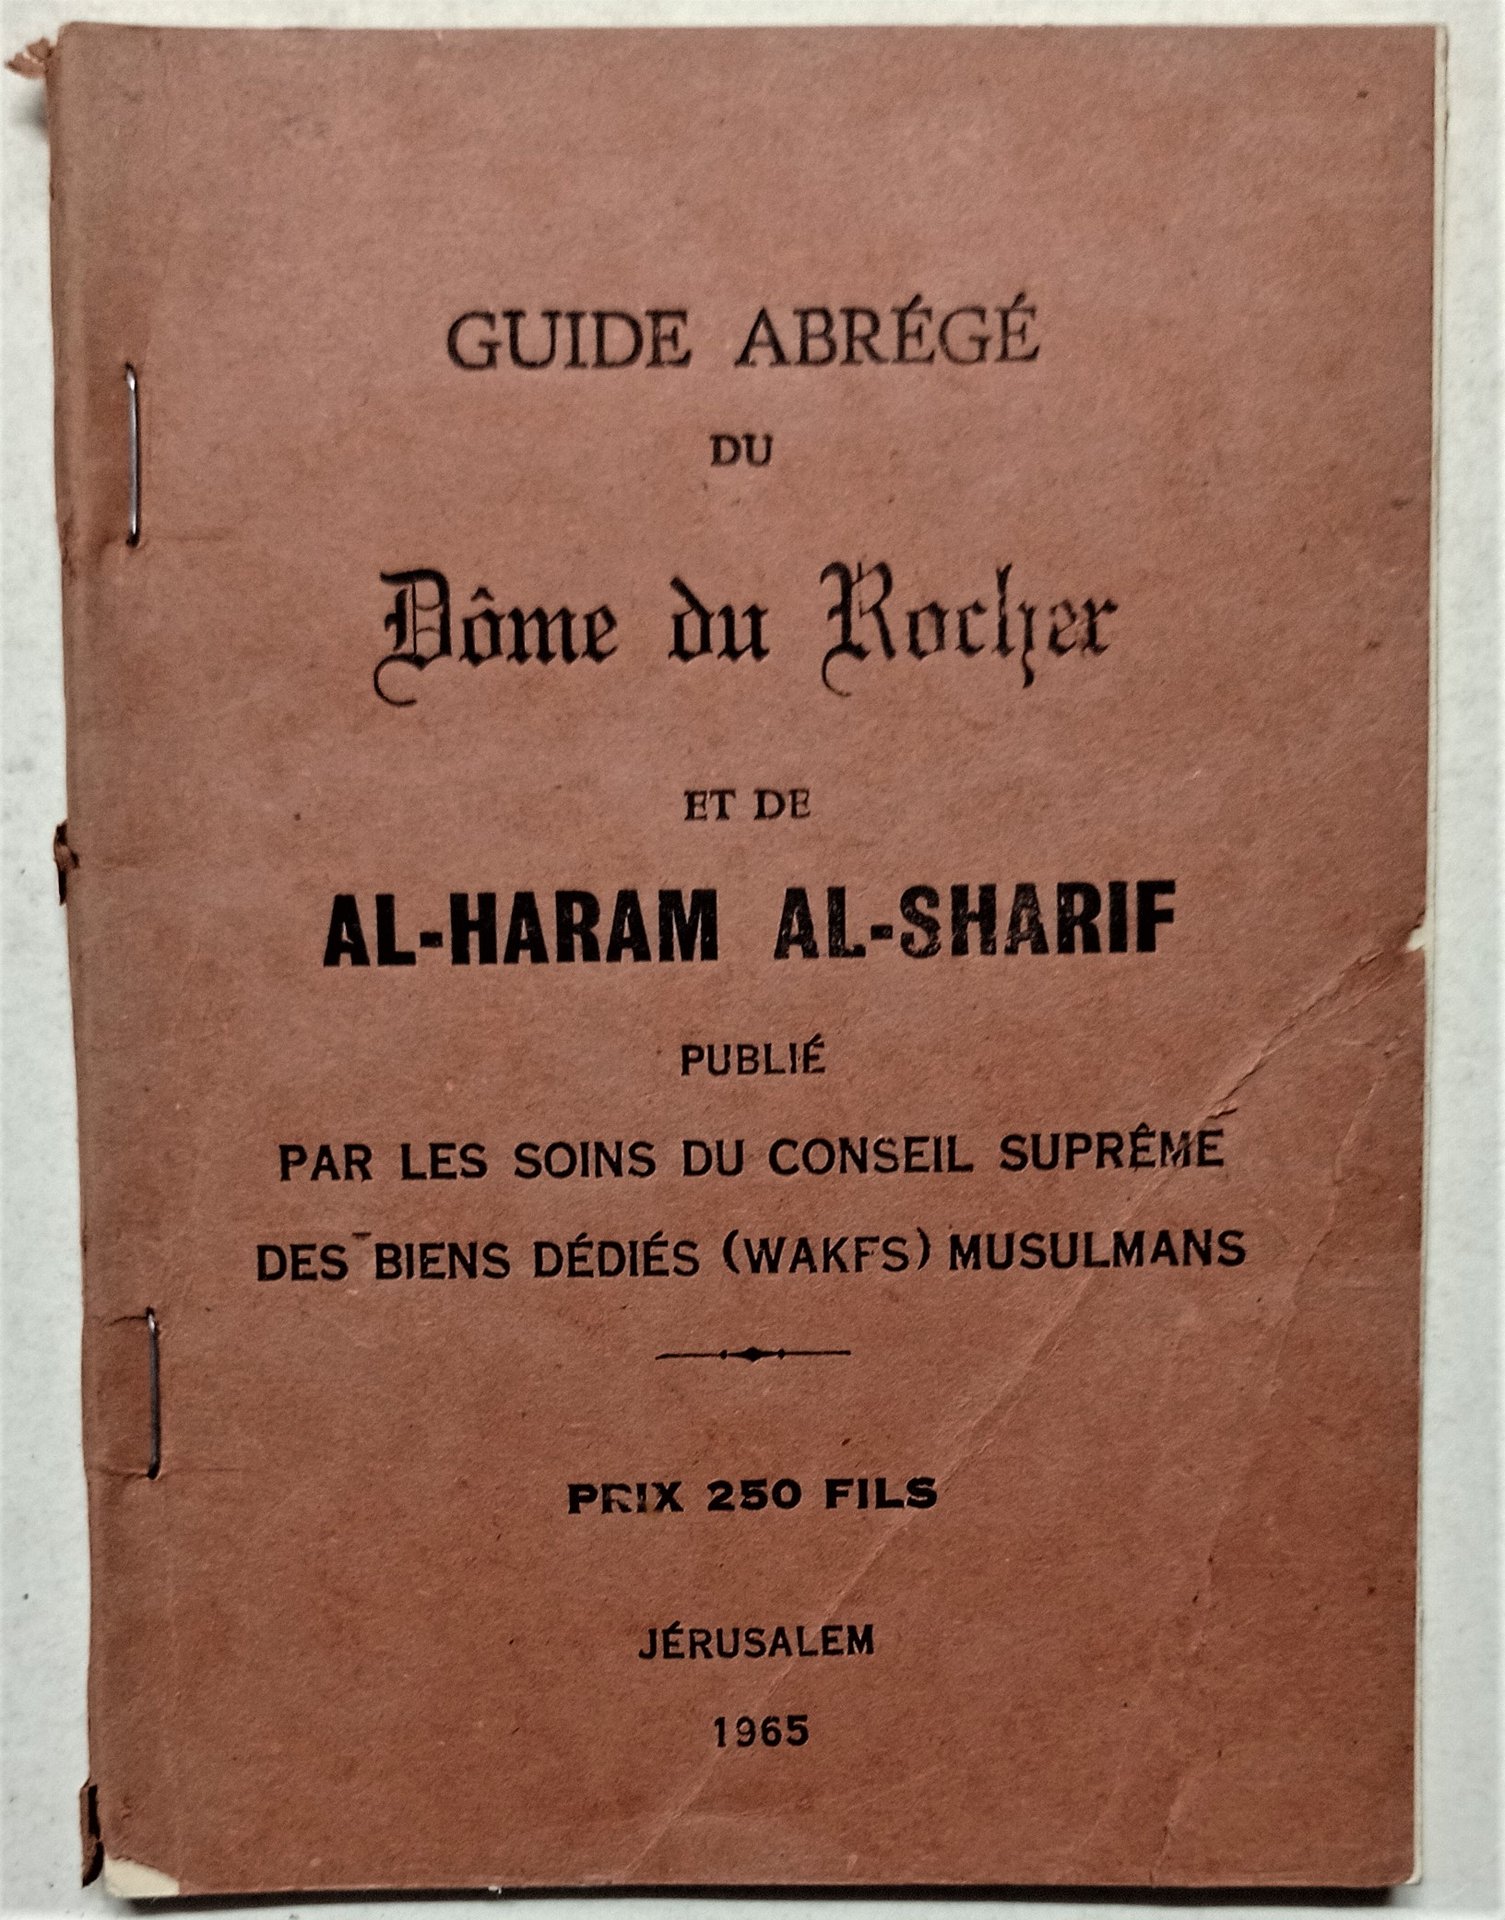 GUIDE ABRÉGÉ
DU
Dôme du Rocher
ET DE
AL-HARAM AL-SHARIF
PUBLIÉ
PAR LES SOINS DU CONSEIL SUPRÊME
DES BIENS DÉDIÉS (WAKFS) MUSULMANS
PRIX 250 FILS
JÉRUSALEM
1965